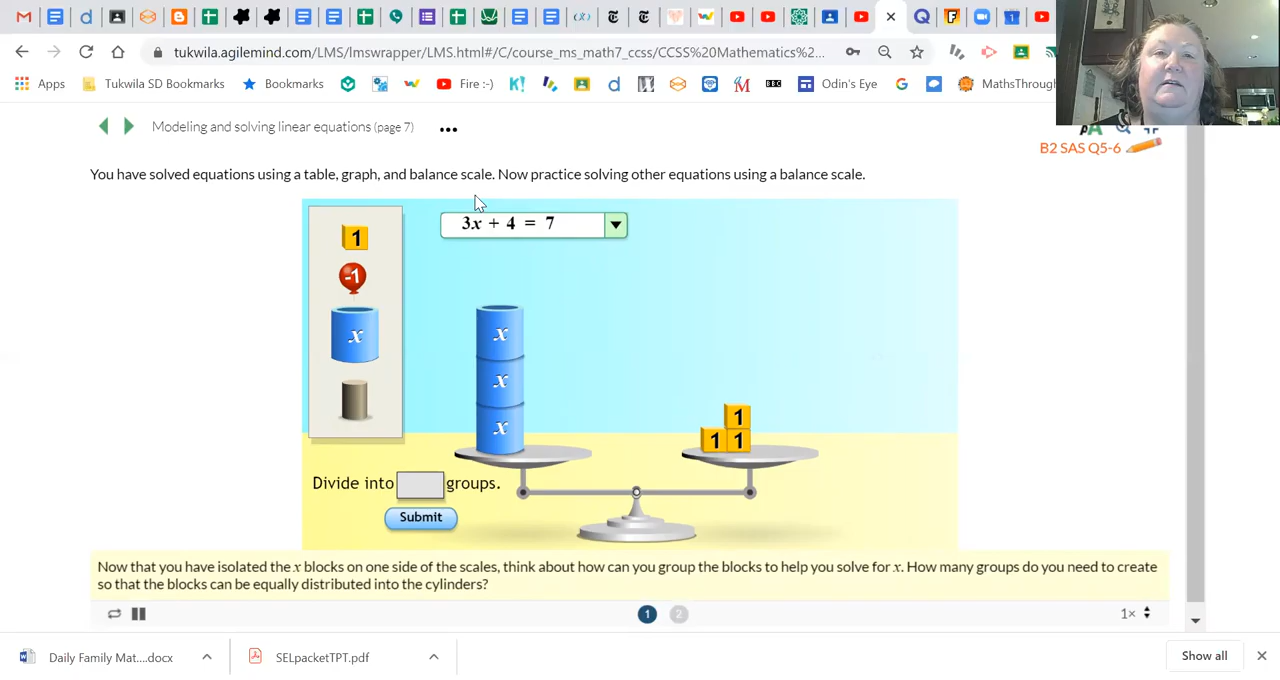 tukwila.agilemind.com/LMS/lmswrapper/LMS.html#/C/course_ms_math7_ccss/CCSS%20Mathematics%2...
Apps Tukwila SD Bookmarks Bookmarks Fire :-) K! BBC Odin's Eye MathsThrough
Modeling and solving linear equations (page 7) •••
B2 SAS Q5-6
You have solved equations using a table, graph, and balance scale. Now practice solving other equations using a balance scale.
3x + 4 = 7
1
-1
x
x
x
x
1
1 1
Divide into groups.
Submit
Now that you have isolated the x blocks on one side of the scales, think about how can you group the blocks to help you solve for x. How many groups do you need to create
so that the blocks can be equally distributed into the cylinders?
1 2 1×
Daily Family Mat....docx SELpacketTPT.pdf Show all